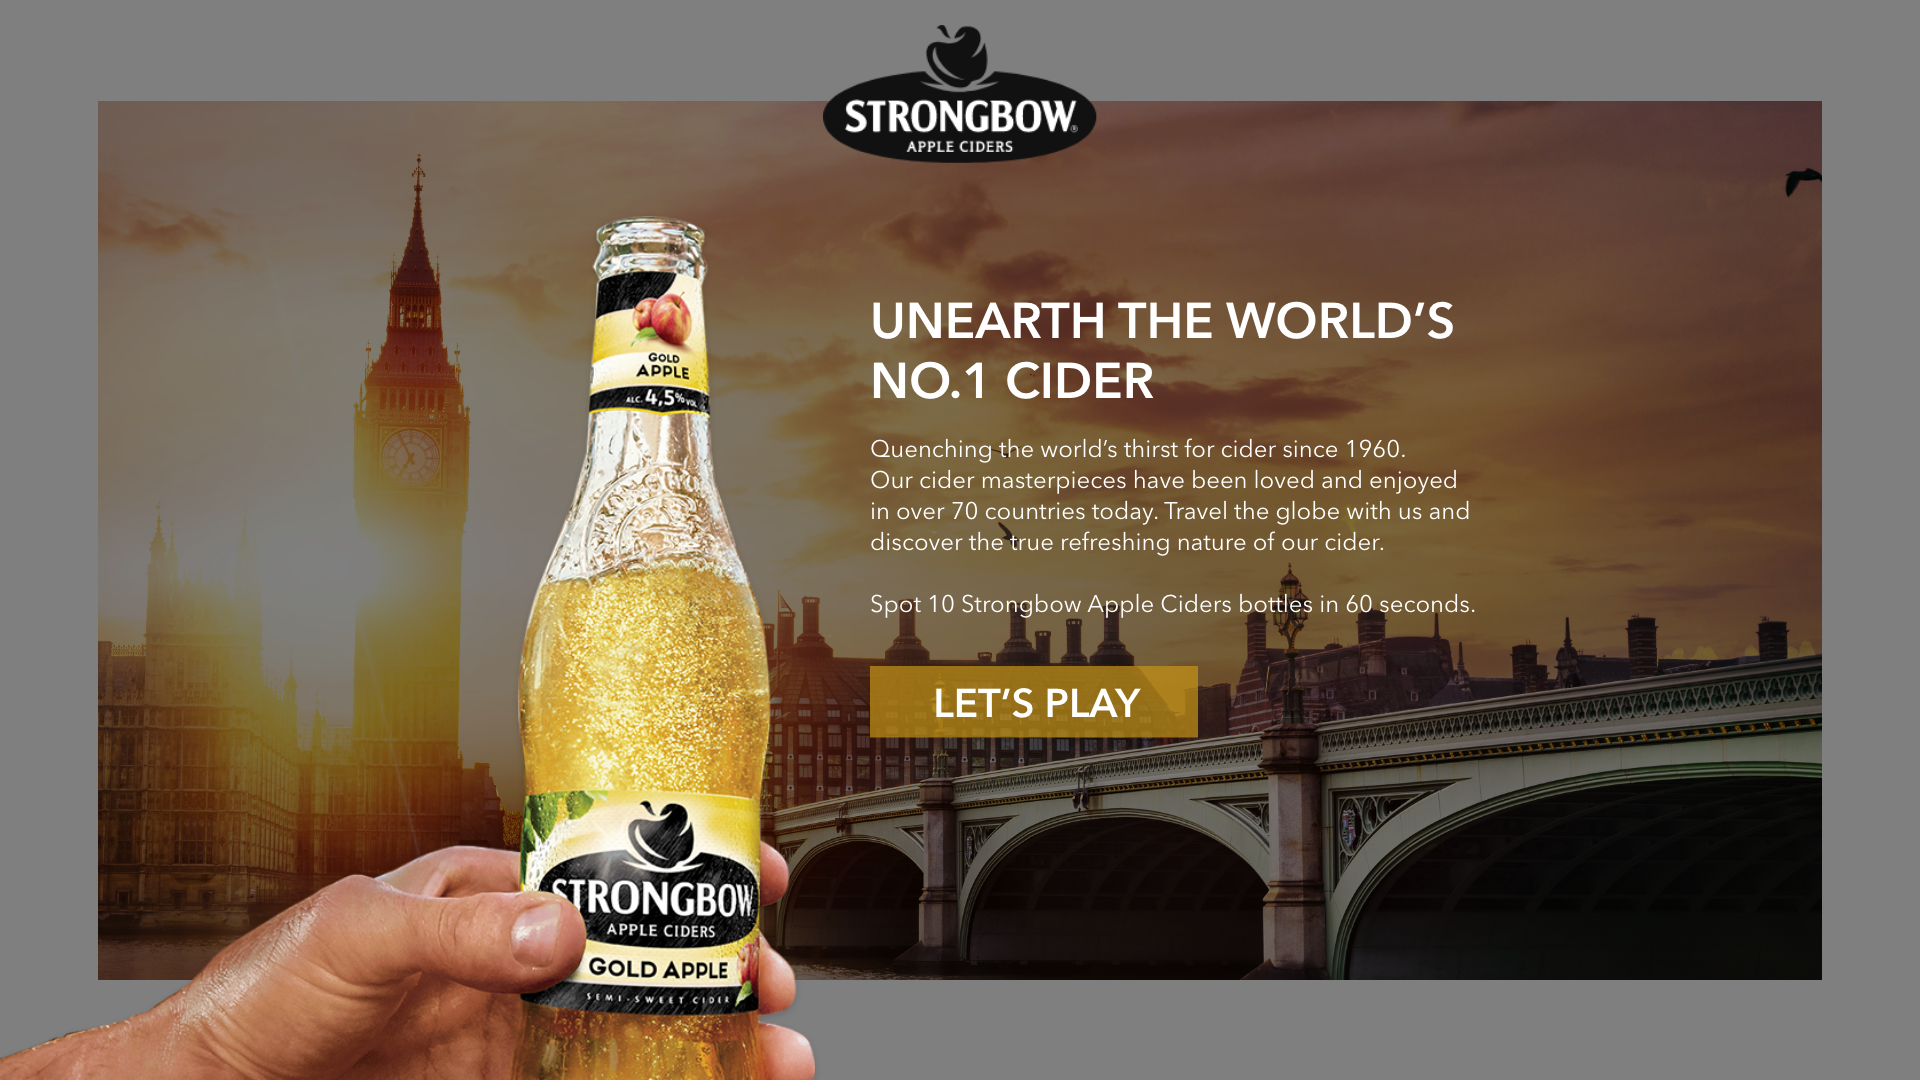 STRONGBOW®
APPLE CIDERS
GOLD
APPLE
ALC. 4,5% VOL
UNEARTH THE WORLD’S
NO.1 CIDER
Quenching the world’s thirst for cider since 1960.
Our cider masterpieces have been loved and enjoyed
in over 70 countries today. Travel the globe with us and
discover the true refreshing nature of our cider.
Spot 10 Strongbow Apple Ciders bottles in 60 seconds.
LET’S PLAY
STRONGBOW
APPLE CIDERS
GOLD APPLE
SEMI-SWEET CIDER